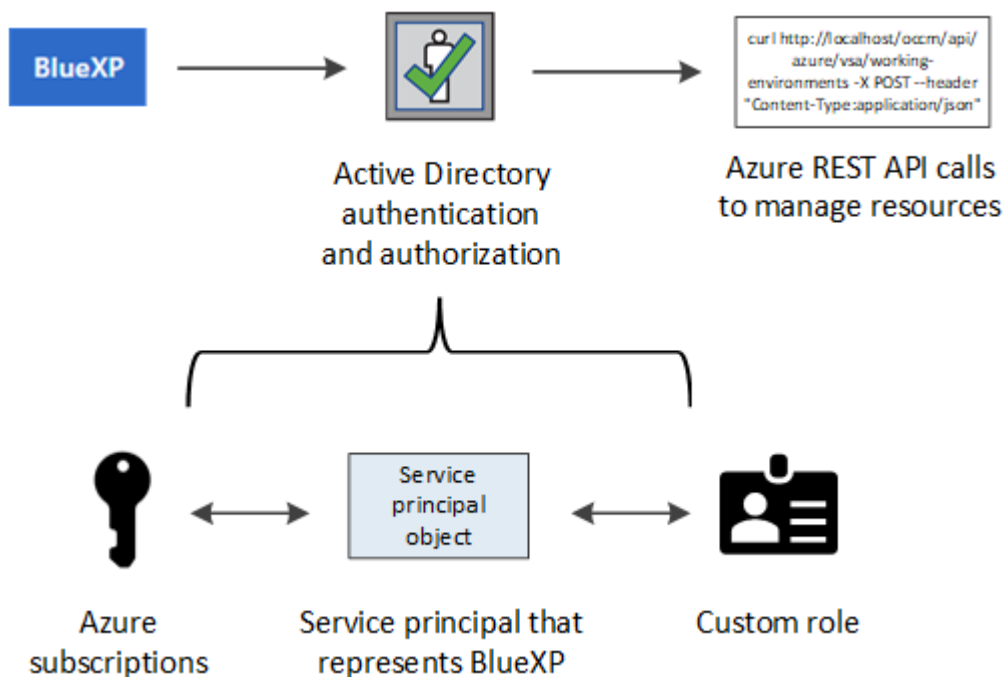 BlueXP
curl http://localhost/occm/api/
azure/vsa/working-
environments -X POST --header
"Content-Type:application/json"
Active Directory
authentication
and authorization
Azure REST API calls
to manage resources
Service
principal
object
Azure
subscriptions
Service principal that
represents BlueXP
Custom role